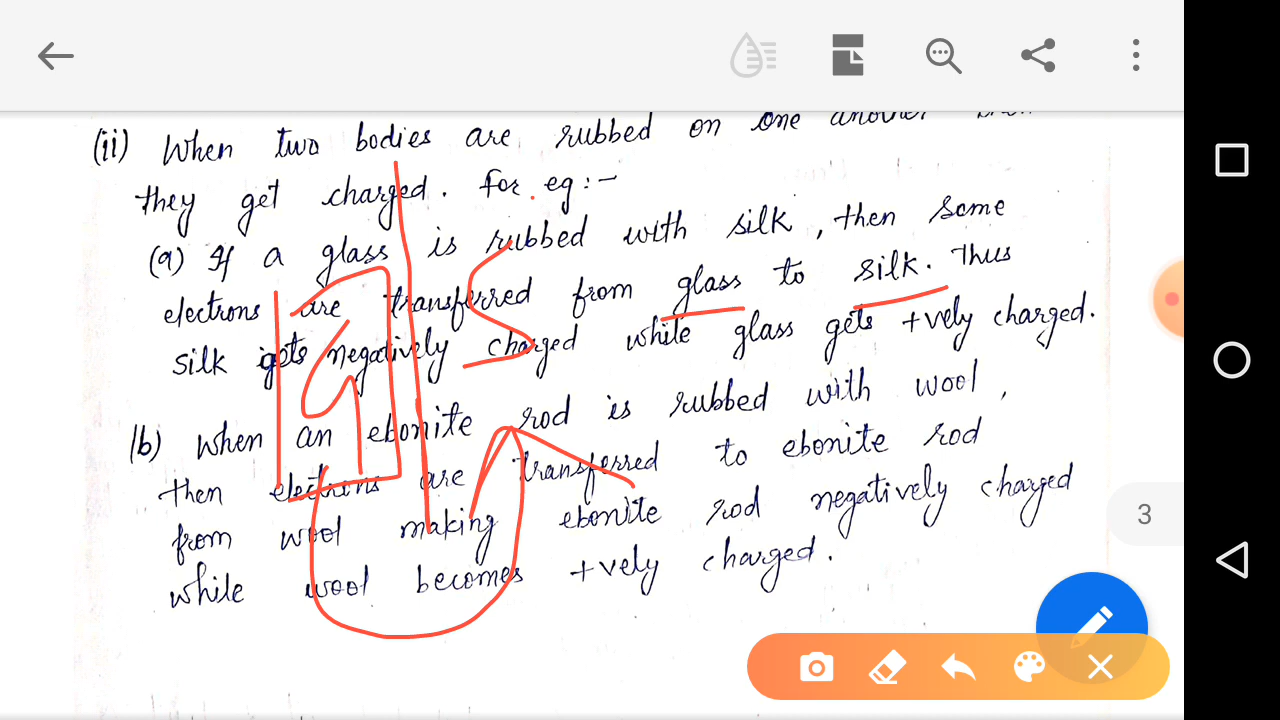 (ii) When two bodies are rubbed on one another
they get charged. for eg :-
(a) If a glass is rubbed with silk, then some
electrons are transferred from glass to silk. Thus
silk gets negatively charged while glass gets +vely charged.
(b) When an ebonite rod is rubbed with wool,
then electrons are transferred to ebonite rod
from wool making ebonite rod negatively charged
while wool becomes +vely charged.
3